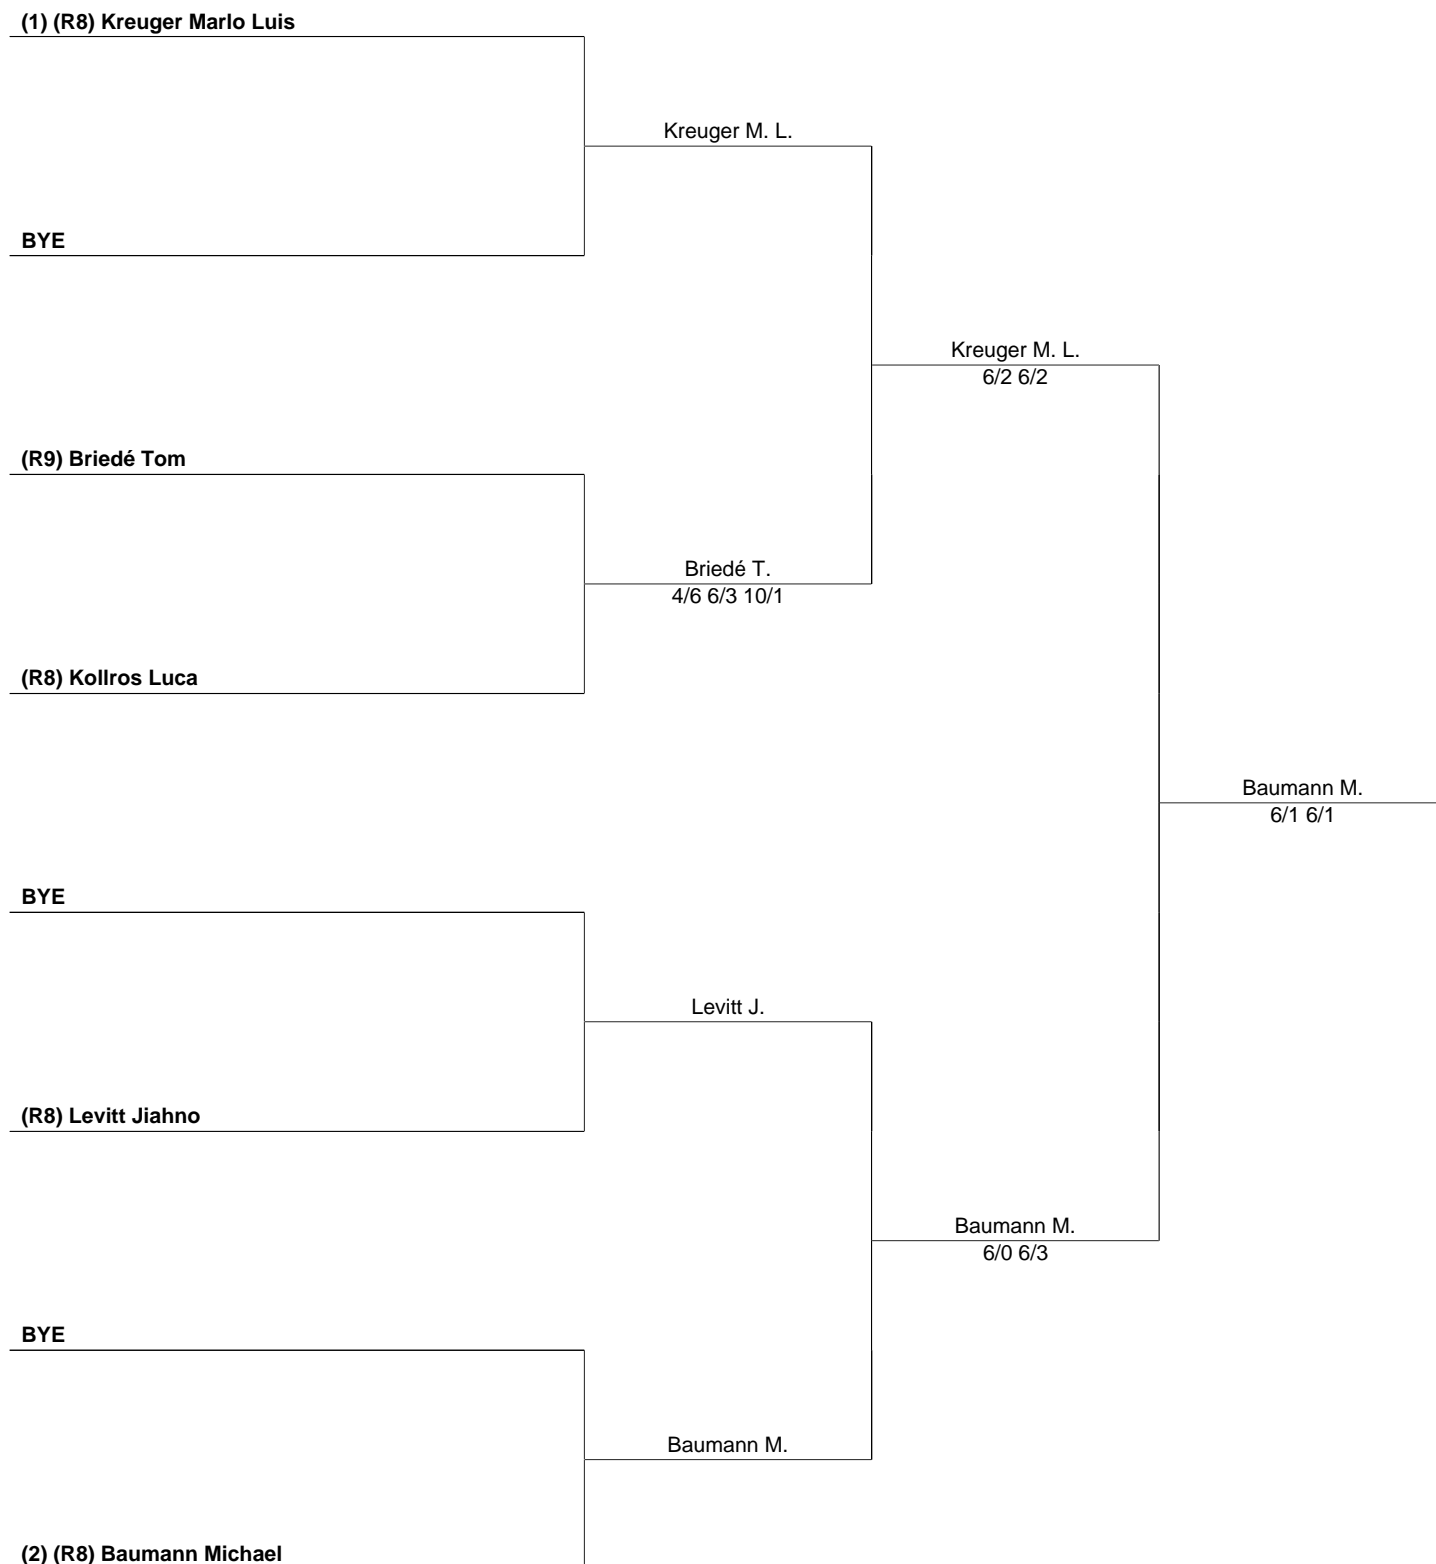 (1) (R8) Kreuger Marlo Luis
Kreuger M. L.
BYE
Kreuger M. L.
6/2 6/2
(R9) Briedé Tom
Briedé T.
4/6 6/3 10/1
(R8) Kollros Luca
Baumann M.
6/1 6/1
BYE
Levitt J.
(R8) Levitt Jiahno
Baumann M.
6/0 6/3
BYE
Baumann M.
(2) (R8) Baumann Michael